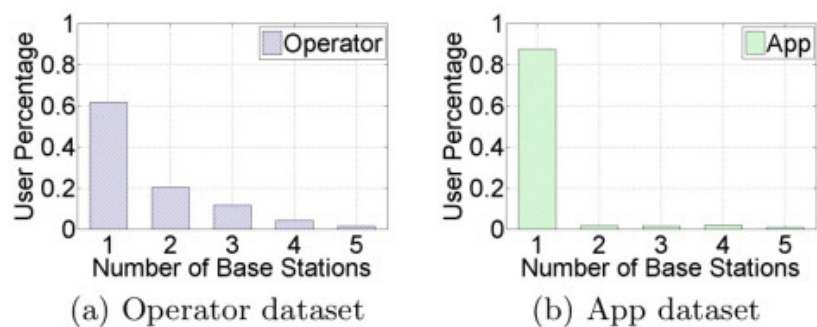 1
0.8
0.6
0.4
0.2
0
User Percentage
Operator
1 2 3 4 5
Number of Base Stations
(a) Operator dataset
1
0.8
0.6
0.4
0.2
0
User Percentage
App
1 2 3 4 5
Number of Base Stations
(b) App dataset